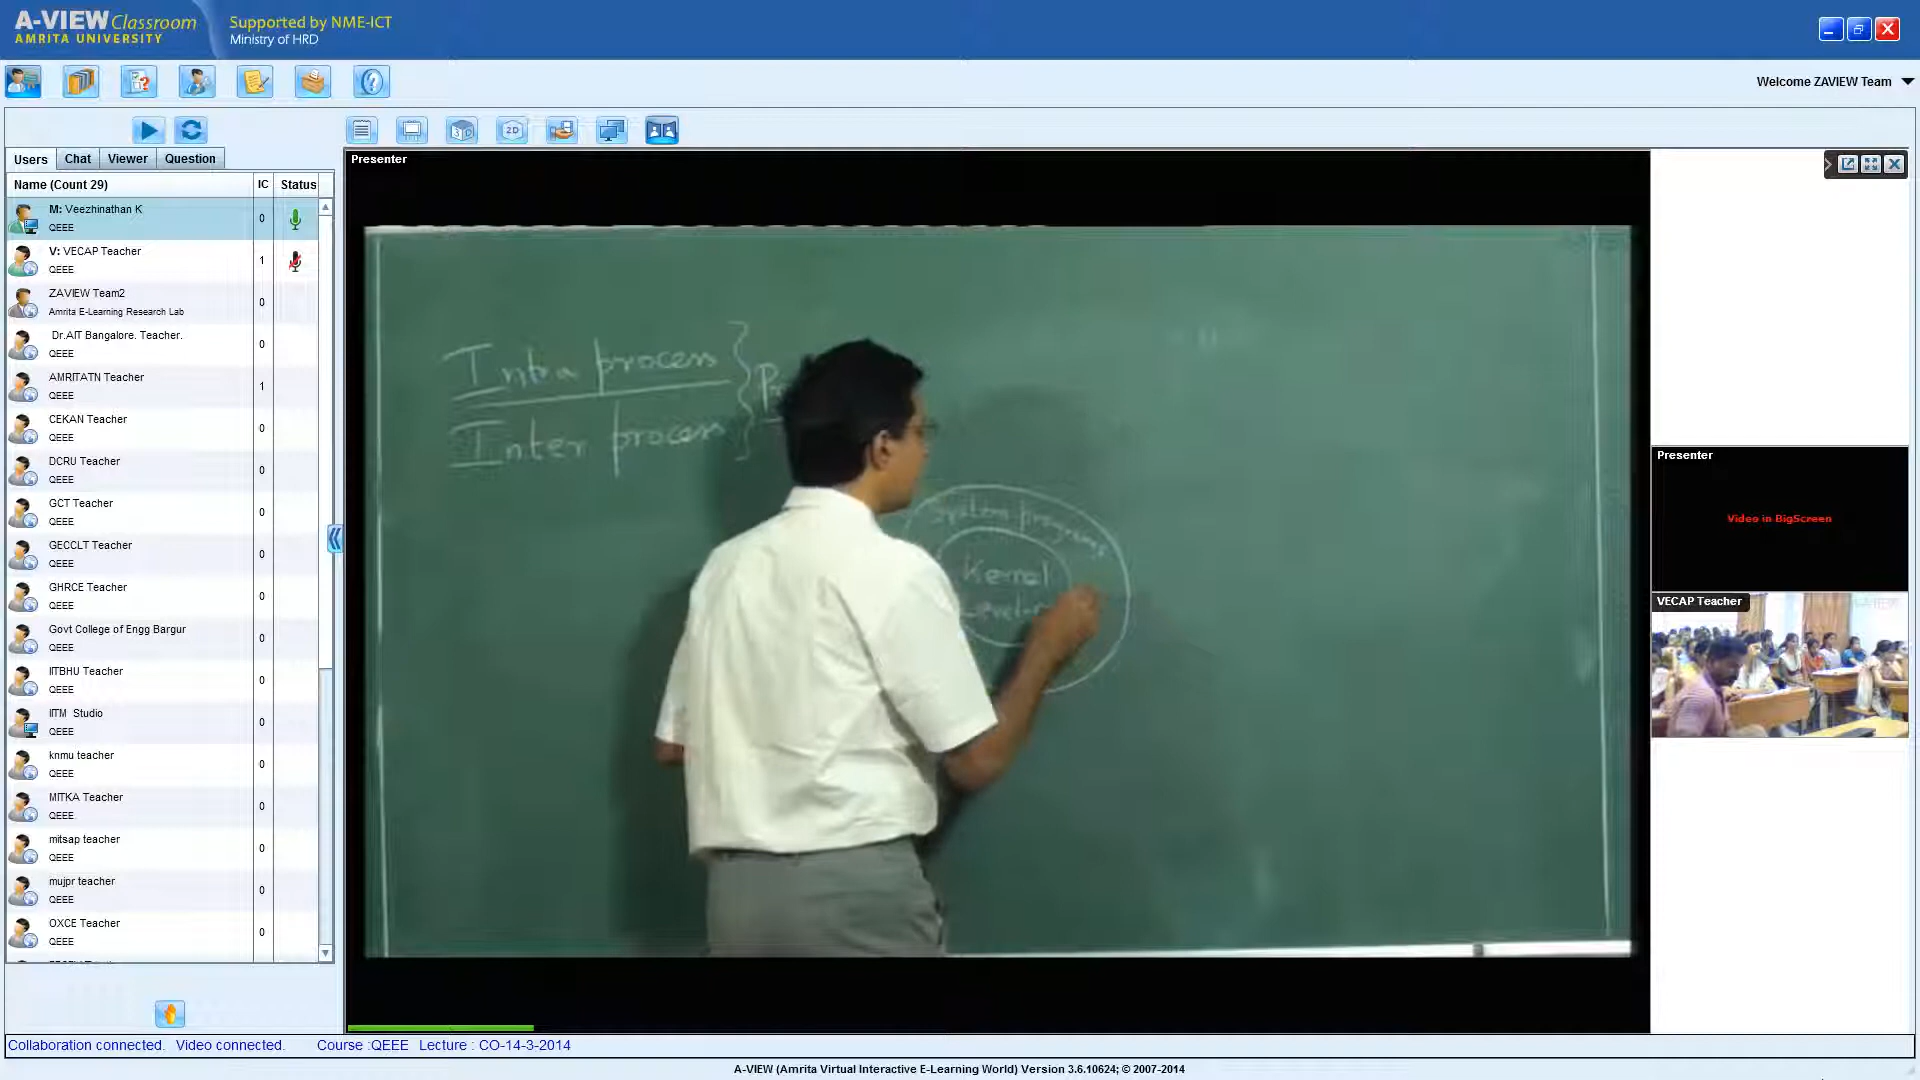 A-VIEW Classroom
AMRITA UNIVERSITY
Supported by NME-ICT
Ministry of HRD
Welcome ZAVIEW Team
3D
2D
Users
Chat
Viewer
Question
Name (Count 29)
IC
Status
M: Veezhinathan K
QEEE
0
V: VECAP Teacher
QEEE
1
ZAVIEW Team2
Amrita E-Learning Research Lab
0
Dr.AIT Bangalore. Teacher.
QEEE
0
AMRITATN Teacher
QEEE
1
CEKAN Teacher
QEEE
0
DCRU Teacher
QEEE
0
GCT Teacher
QEEE
0
GECCLT Teacher
QEEE
0
GHRCE Teacher
QEEE
0
Govt College of Engg Bargur
QEEE
0
IITBHU Teacher
QEEE
0
IITM Studio
QEEE
0
knmu teacher
QEEE
0
MITKA Teacher
QEEE
0
mitsap teacher
QEEE
0
mujpr teacher
QEEE
0
OXCE Teacher
QEEE
0
Presenter
Intra process
Inter process
System programs
Kernel
Presenter
Video in BigScreen
VECAP Teacher
Collaboration connected. Video connected. Course :QEEE Lecture : CO-14-3-2014
A-VIEW (Amrita Virtual Interactive E-Learning World) Version 3.6.10624; © 2007-2014